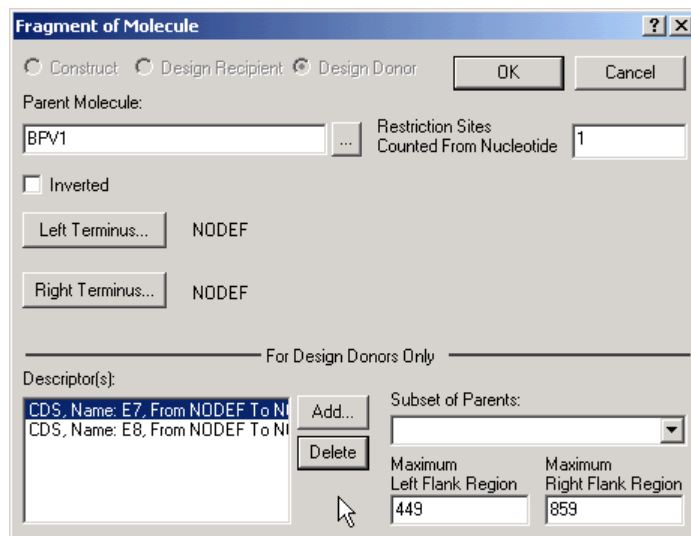 Fragment of Molecule
Construct Design Recipient Design Donor OK Cancel
Parent Molecule:
BPV1 ... Restriction Sites Counted From Nucleotide 1
Inverted
Left Terminus... NODEF
Right Terminus... NODEF
For Design Donors Only
Descriptor(s):
CDS, Name: E7, From NODEF To N
CDS, Name: E8, From NODEF To N
Add...
Delete
Subset of Parents:
Maximum Left Flank Region
449
Maximum Right Flank Region
859